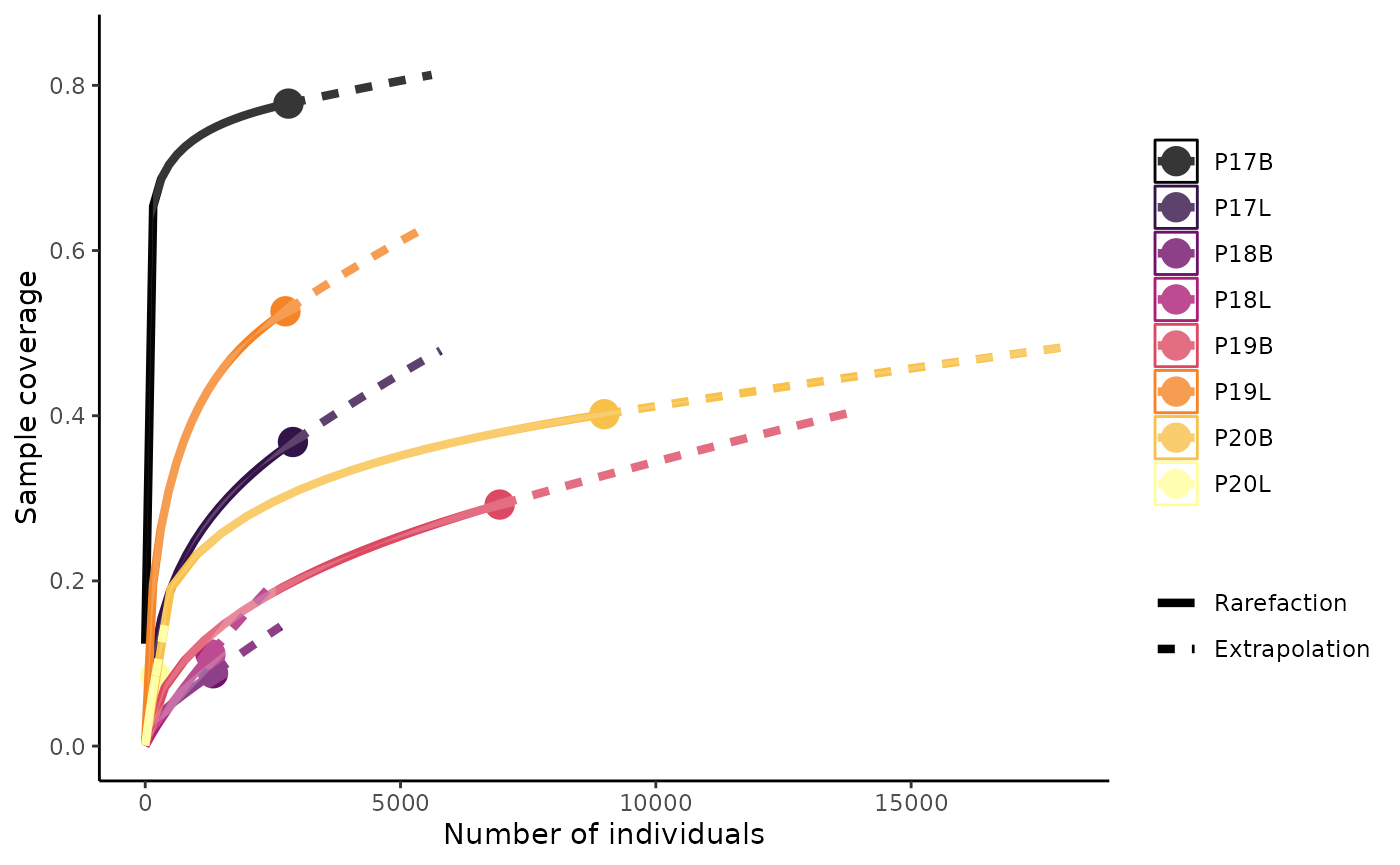 Sample coverage
0.8
0.6
0.4
0.2
0.0
0
5000
10000
15000
Number of individuals
P17B
P17L
P18B
P18L
P19B
P19L
P20B
P20L
Rarefaction
Extrapolation